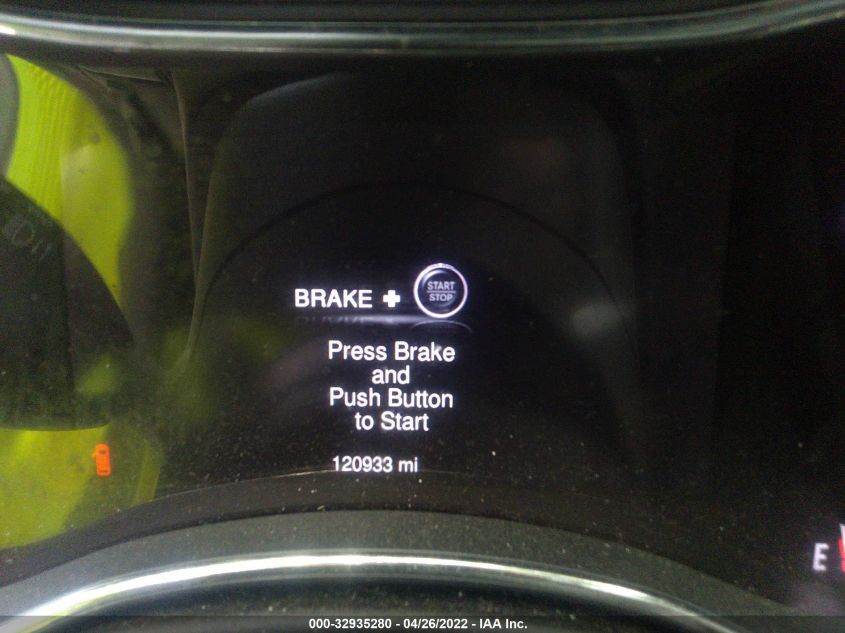 BRAKE + START
STOP
Press Brake
and
Push Button
to Start
120933 mi
E
000-32935280 - 04/26/2022 - IAA Inc.